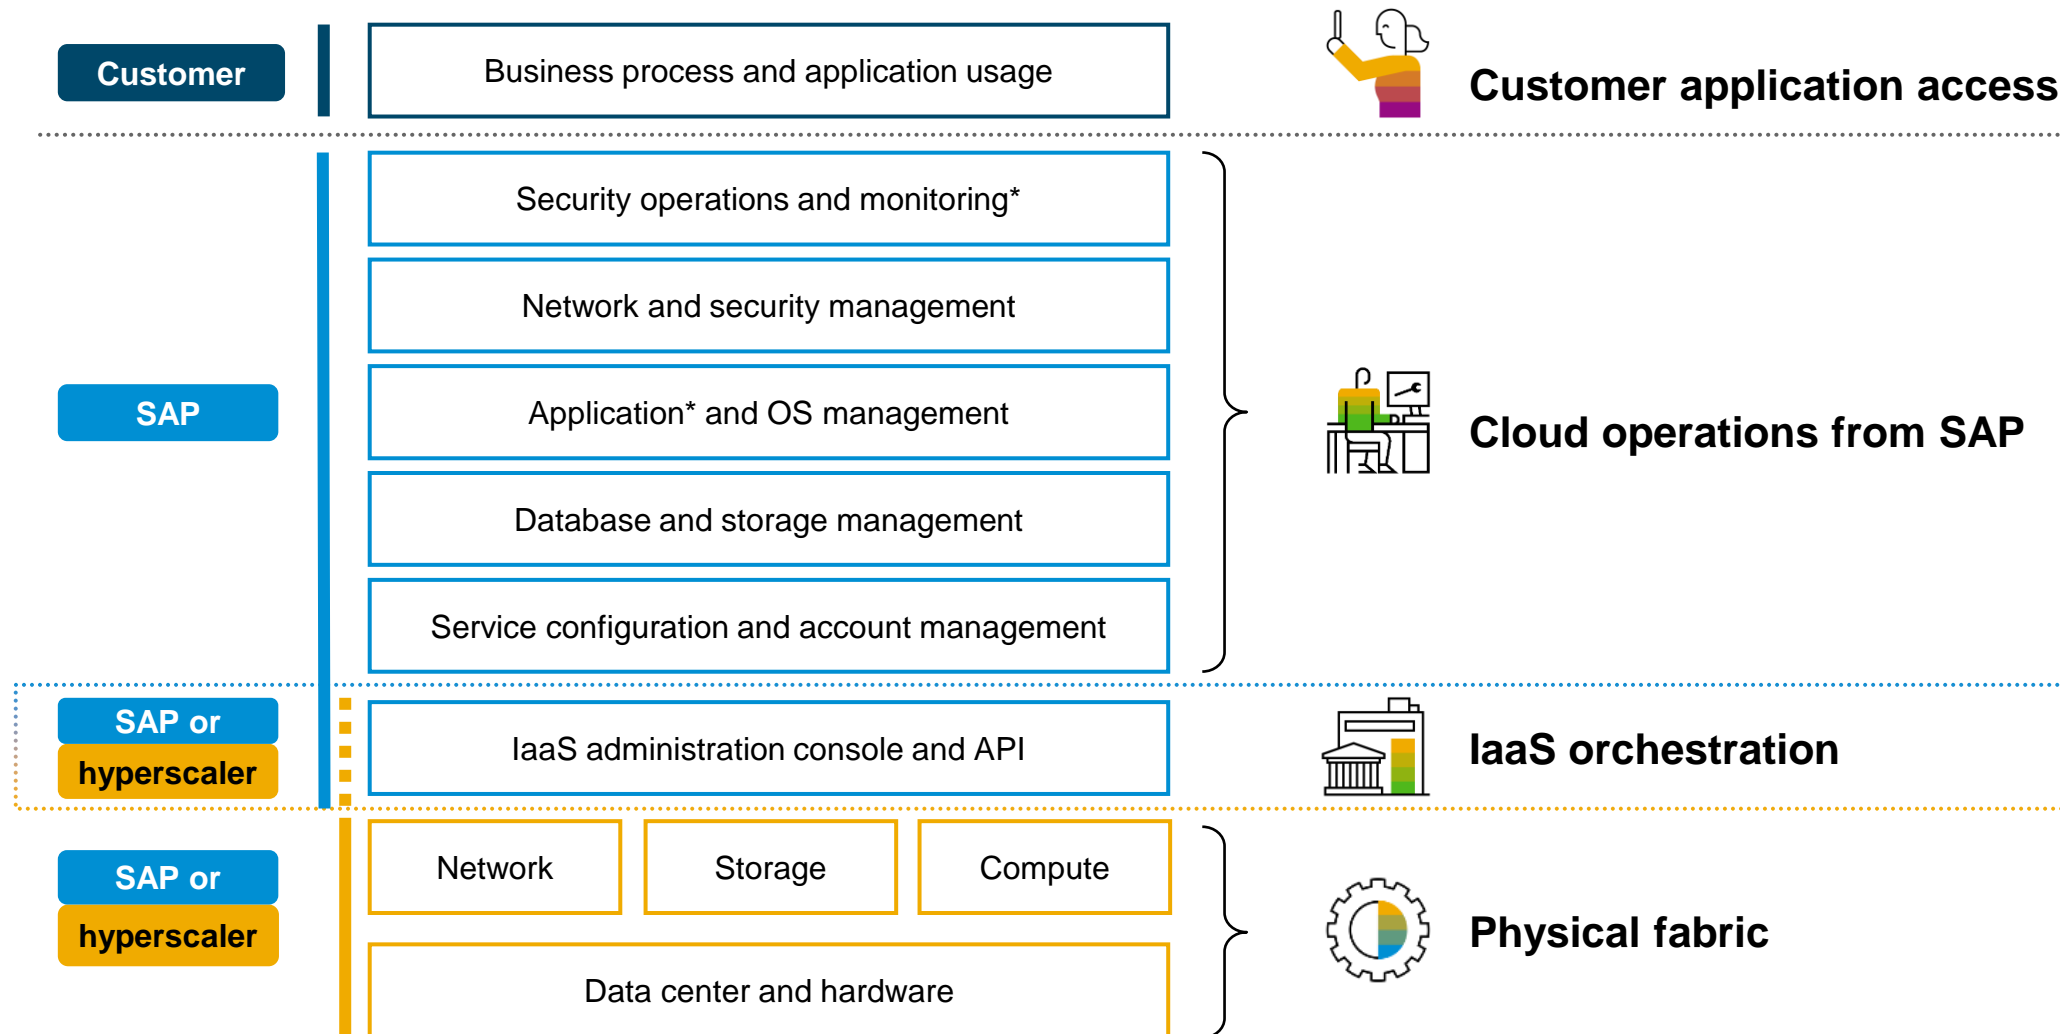 Customer
Business process and application usage
Customer application access
Security operations and monitoring*
Network and security management
SAP
Application* and OS management
Cloud operations from SAP
Database and storage management
Service configuration and account management
SAP or
hyperscaler
IaaS administration console and API
IaaS orchestration
SAP or
hyperscaler
Network
Storage
Compute
Physical fabric
Data center and hardware